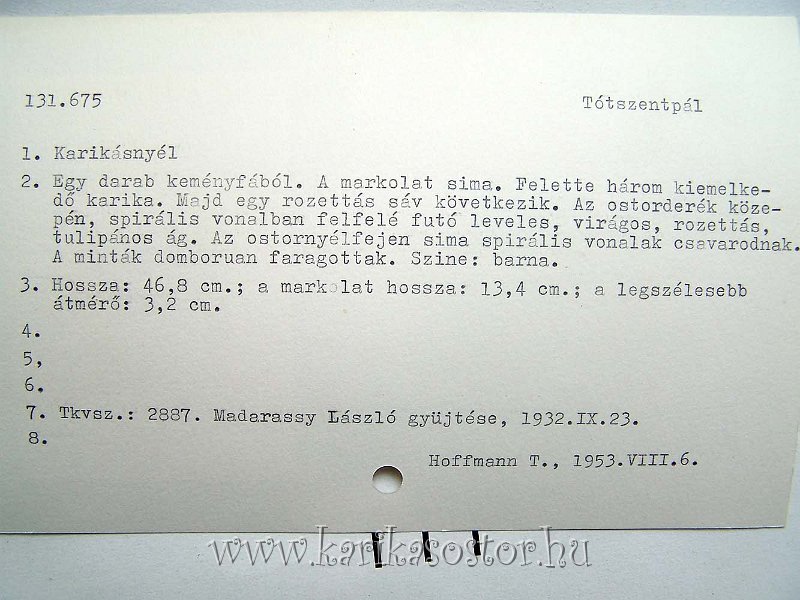 131.675 Tótszentpál
1. Karikásnyél
2. Egy darab keményfából. A markolat sima. Felette három kiemelke-
dő karika. Majd egy rozettás sáv következik. Az ostorderék köze-
pén, spirális vonalban felfelé futó leveles, virágos, rozettás,
tulipános ág. Az ostornyélfejen sima spirális vonalak csavarodnak.
A minták domboruan faragottak. Szine: barna.
3. Hossza: 46,8 cm.; a markolat hossza: 13,4 cm.; a legszélesebb
átmérő: 3,2 cm.
4.
5,
6.
7. Tkvsz.: 2887. Madarassy László gyüjtése, 1932.IX.23.
8.
Hoffmann T., 1953.VIII.6.
www.karikasostor.hu